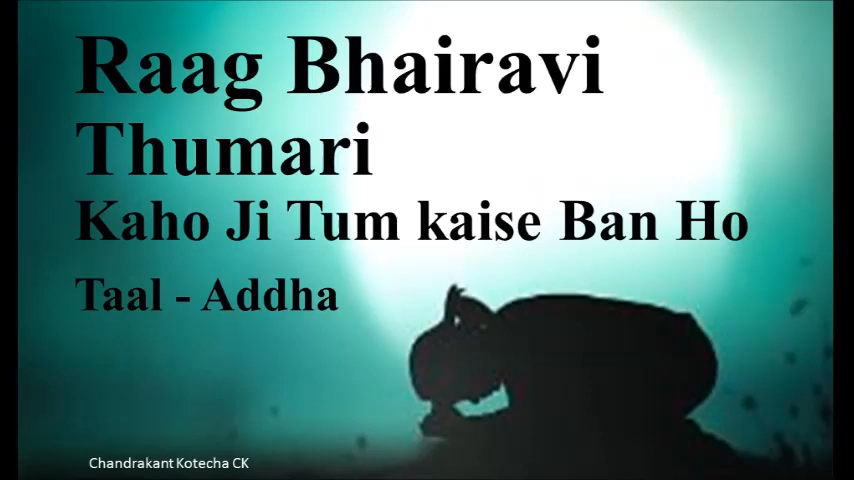 Raag Bhairavi
Thumari
Kaho Ji Tum kaise Ban Ho
Taal - Addha
Chandrakant Kotecha CK